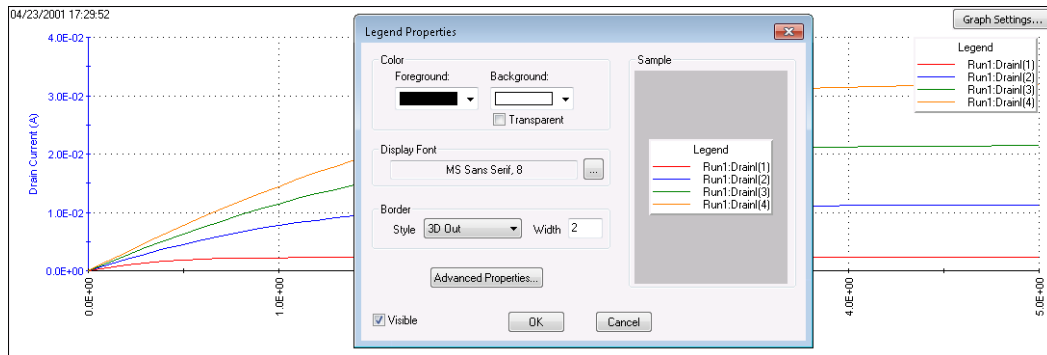 04/23/2001 17:29:52
Graph Settings...
4.0E-02
3.0E-02
2.0E-02
1.0E-02
0.0E+00
Drain Current (A)
0.0E+00
1.0E+00
4.0E+00
5.0E+00
Legend
Run1:DrainI(1)
Run1:DrainI(2)
Run1:DrainI(3)
Run1:DrainI(4)
Legend Properties
Color
Foreground:
Background:
Transparent
Display Font
MS Sans Serif, 8
...
Border
Style 3D Out Width 2
Advanced Properties...
Visible
OK
Cancel
Sample
Legend
Run1:DrainI(1)
Run1:DrainI(2)
Run1:DrainI(3)
Run1:DrainI(4)